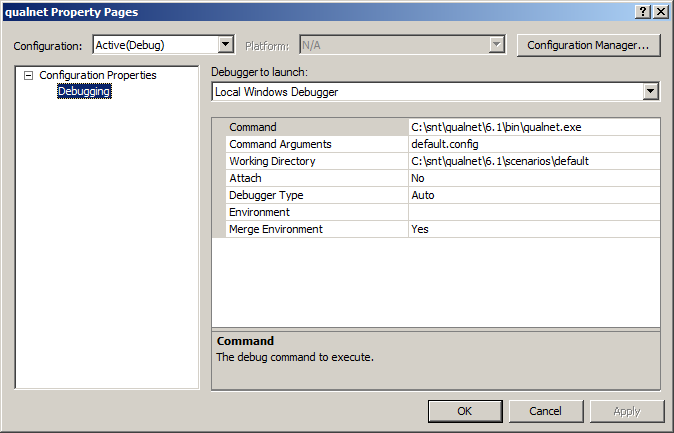 qualnet Property Pages
Configuration: Active(Debug) Platform: N/A Configuration Manager...
Configuration Properties
Debugging
Debugger to launch:
Local Windows Debugger
Command C:\snt\qualnet\6.1\bin\qualnet.exe
Command Arguments default.config
Working Directory C:\snt\qualnet\6.1\scenarios\default
Attach No
Debugger Type Auto
Environment
Merge Environment Yes
Command
The debug command to execute.
OK Cancel Apply